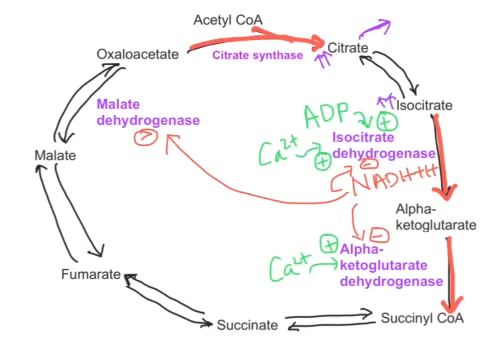 Acetyl CoA
Oxaloacetate
Citrate synthase
Citrate
Malate
dehydrogenase
−
ADP
+
Isocitrate
Ca2+
+
Isocitrate
dehydrogenase
−
NADH+H
Malate
Alpha-
ketoglutarate
+
−
Ca2+
Alpha-
ketoglutarate
dehydrogenase
Fumarate
Succinate
Succinyl CoA